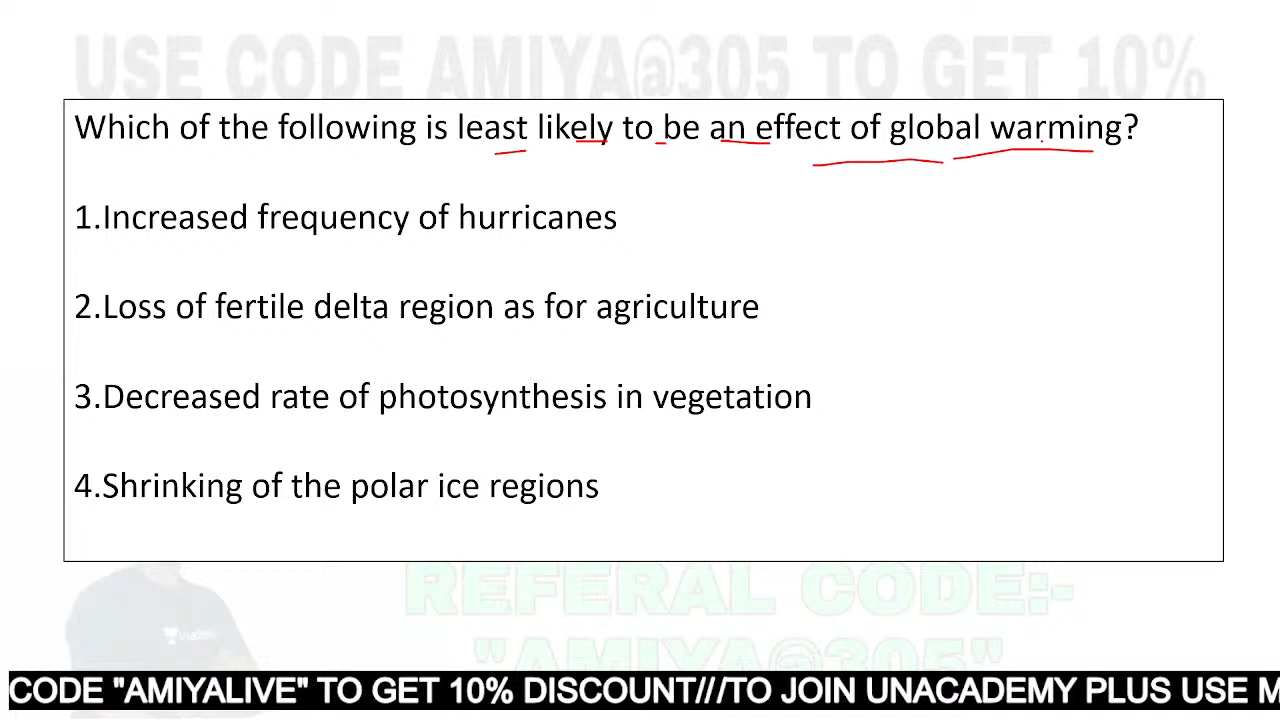 USE CODE AMIYA@305 TO GET 10%
Which of the following is least likely to be an effect of global warming?
1.Increased frequency of hurricanes
2.Loss of fertile delta region as for agriculture
3.Decreased rate of photosynthesis in vegetation
4.Shrinking of the polar ice regions
REFERAL CODE:-
"AMIYA@305"
CODE "AMIYALIVE" TO GET 10% DISCOUNT///TO JOIN UNACADEMY PLUS USE M